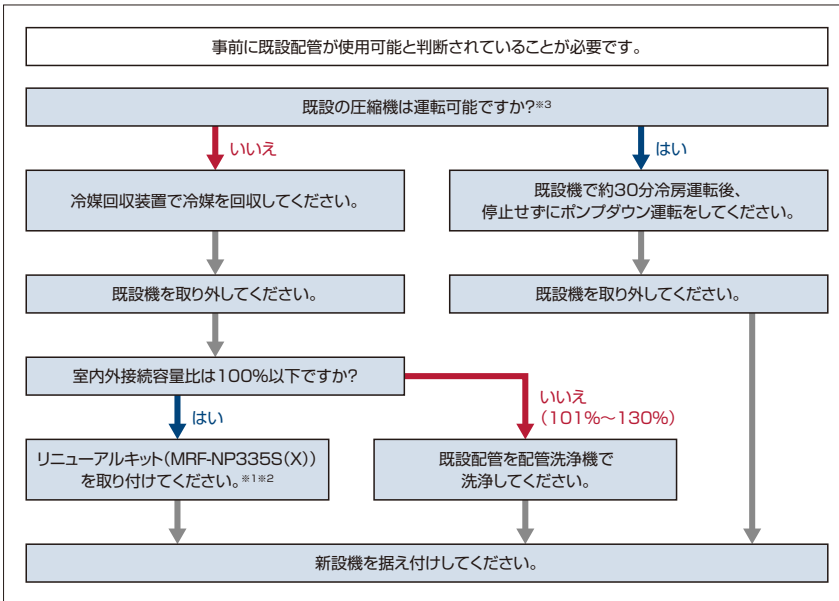 事前に既設配管が使用可能と判断されていることが必要です。
既設の圧縮機は運転可能ですか?※3
いいえ
はい
冷媒回収装置で冷媒を回収してください。
既設機で約30分冷房運転後、
停止せずにポンプダウン運転をしてください。
既設機を取り外してください。
既設機を取り外してください。
室内外接続容量比は100%以下ですか?
はい
いいえ
(101%〜130%)
リニューアルキット(MRF-NP335S(X))
を取り付けてください。※1※2
既設配管を配管洗浄機で
洗浄してください。
新設機を据え付けしてください。